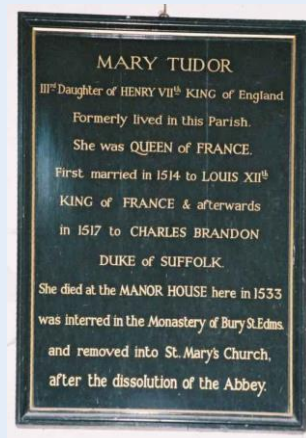 MARY TUDOR
IIIrd Daughter of HENRY VIIth KING of England
Formerly lived in this Parish.
She was QUEEN of FRANCE.
First married in 1514 to LOUIS XIIth
KING of FRANCE & afterwards
in 1517 to CHARLES BRANDON
DUKE of SUFFOLK.
She died at the MANOR HOUSE here in 1533
was interred in the Monastery of Bury St. Edms.
and removed into St. Mary's Church,
after the dissolution of the Abbey.